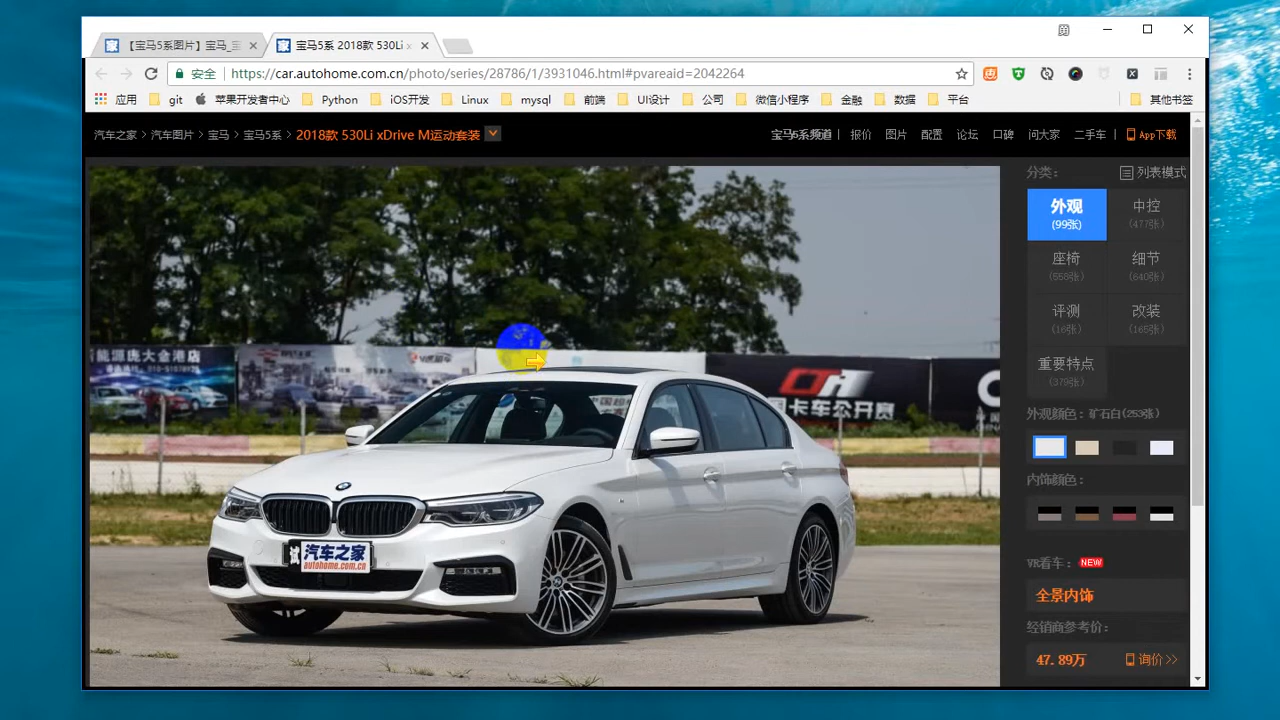 【宝马5系图片】宝马_
宝马5系 2018款 530Li x
安全
https://car.autohome.com.cn/photo/series/28786/1/3931046.html#pvareaid=2042264
应用 git 苹果开发者中心 Python iOS开发 Linux mysql 前端 UI设计 公司 微信小程序 金融 数据 平台 其他书签
汽车之家 > 汽车图片 > 宝马 > 宝马5系 > 2018款 530Li xDrive M运动套装
宝马5系频道 | 报价 图片 配置 论坛 口碑 问大家 二手车 | App下载
分类: 列表模式
外观 (99张)
中控 (477张)
座椅 (558张)
细节 (640张)
评测 (16张)
改装 (165张)
重要特点 (379张)
外观颜色: 矿石白(253张)
内饰颜色:
VR看车: NEW
全景内饰
经销商参考价:
47.89万 询价>>
能源庞大金港店
国卡车公开赛
汽车之家
autohome.com.cn